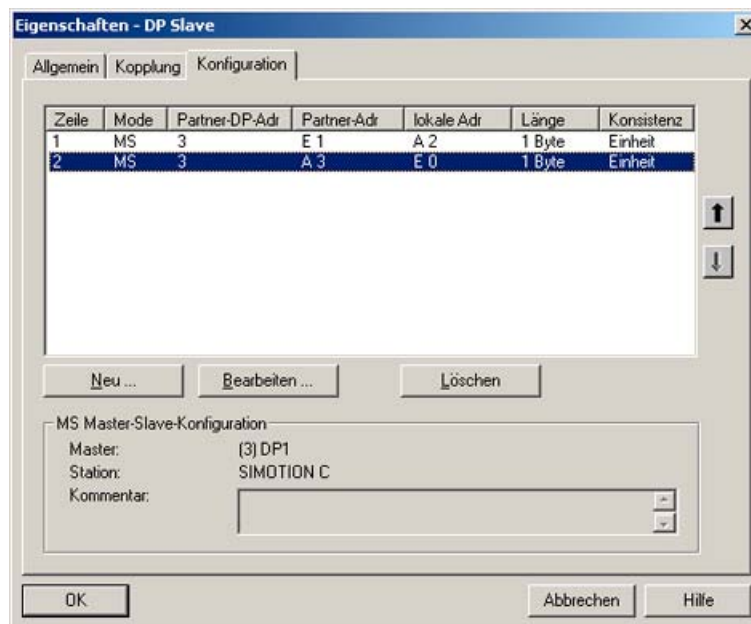 Eigenschaften - DP Slave
Allgemein Kopplung Konfiguration
Zeile Mode Partner-DP-Adr Partner-Adr lokale Adr Länge Konsistenz
1 MS 3 E 1 A 2 1 Byte Einheit
2 MS 3 A 3 E 0 1 Byte Einheit
Neu ... Bearbeiten ... Löschen
MS Master-Slave-Konfiguration
Master: (3) DP1
Station: SIMOTION C
Kommentar:
OK Abbrechen Hilfe